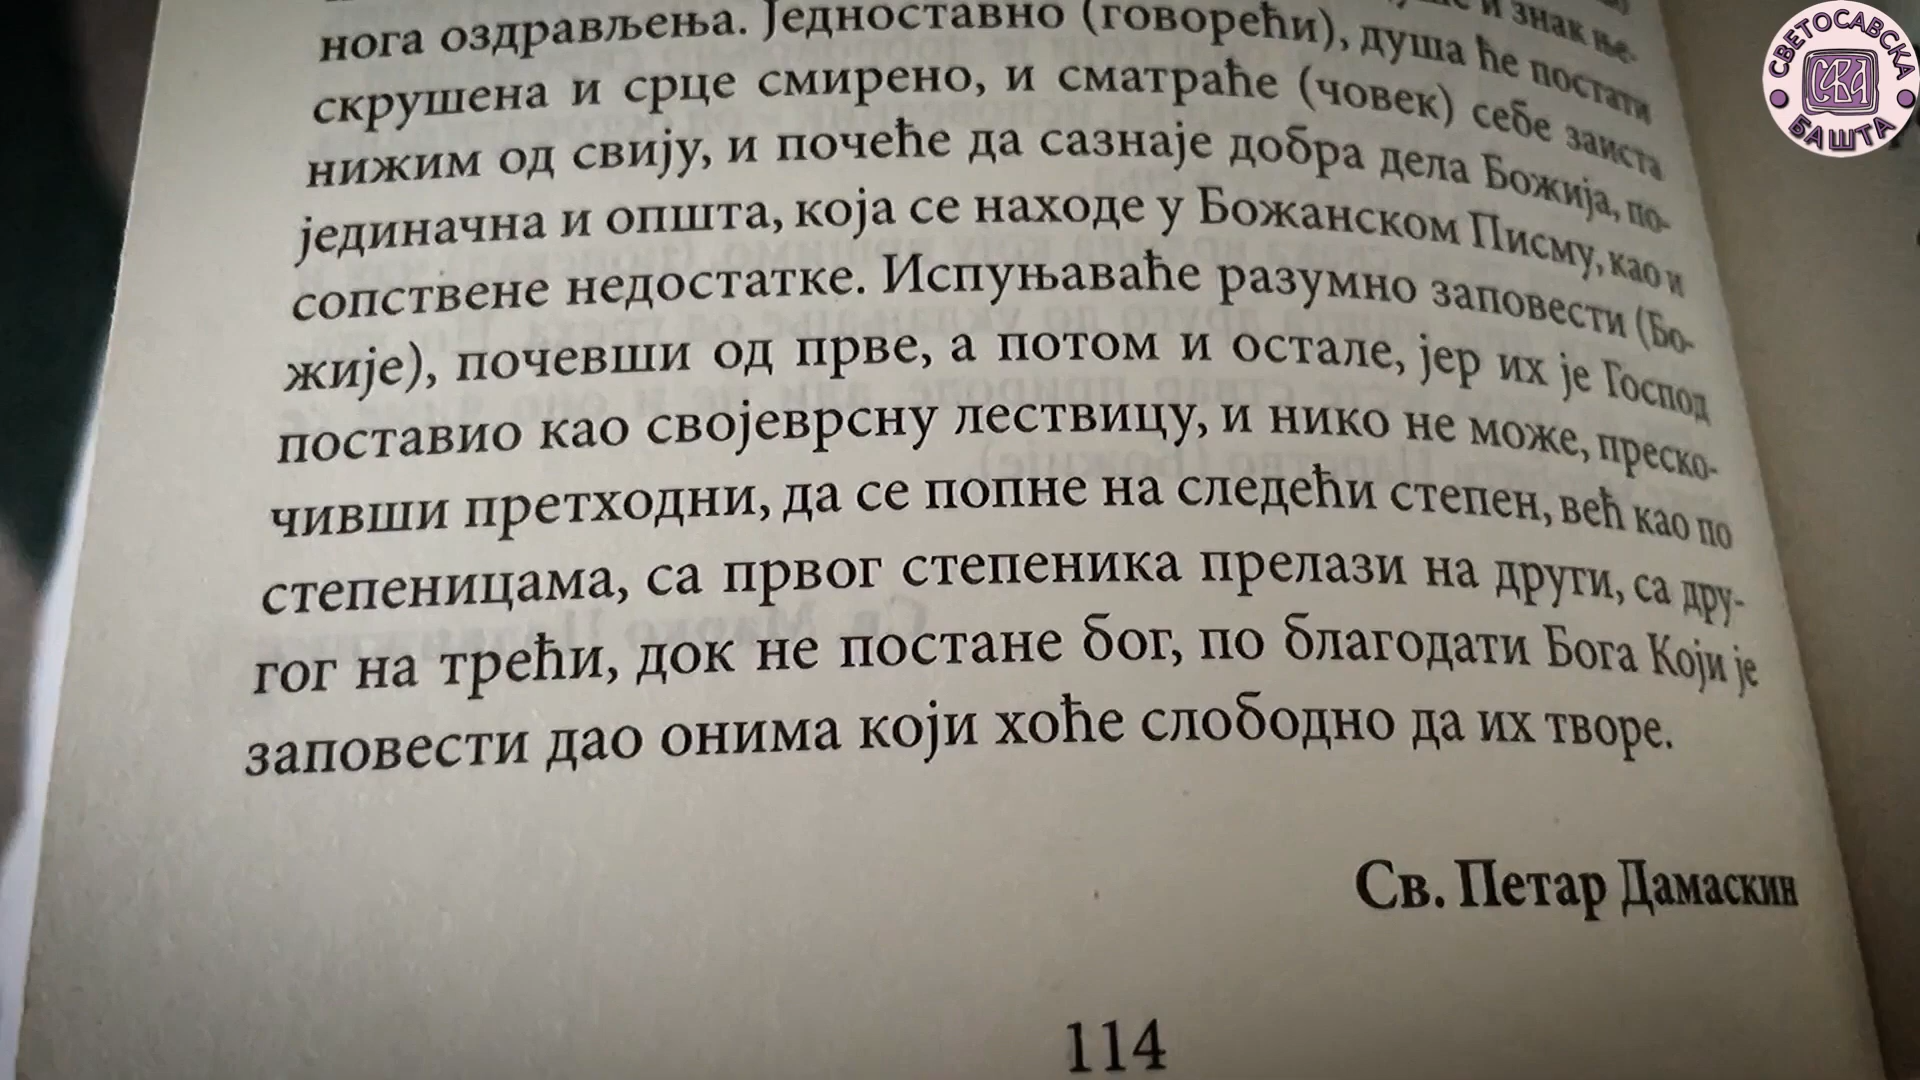 и знак ње-
нога оздрављења. Једноставно (говорећи), душа ће постати
скрушена и срце смирено, и сматраће (човек) себе заиста
нижим од свију, и почеће да сазнаје добра дела Божија, по-
јединачна и општа, која се находе у Божанском Писму, као и
сопствене недостатке. Испуњаваће разумно заповести (Бо-
жије), почевши од прве, а потом и остале, јер их је Господ
поставио као својеврсну лествицу, и нико не може, преско-
чивши претходни, да се попне на следећи степен, већ као по
степеницама, са првог степеника прелази на други, са дру-
гог на трећи, док не постане бог, по благодати Бога Који је
заповести дао онима који хоће слободно да их творе.
Св. Петар Дамаскин
114
СВЕТОСАВСКА
БАШТА